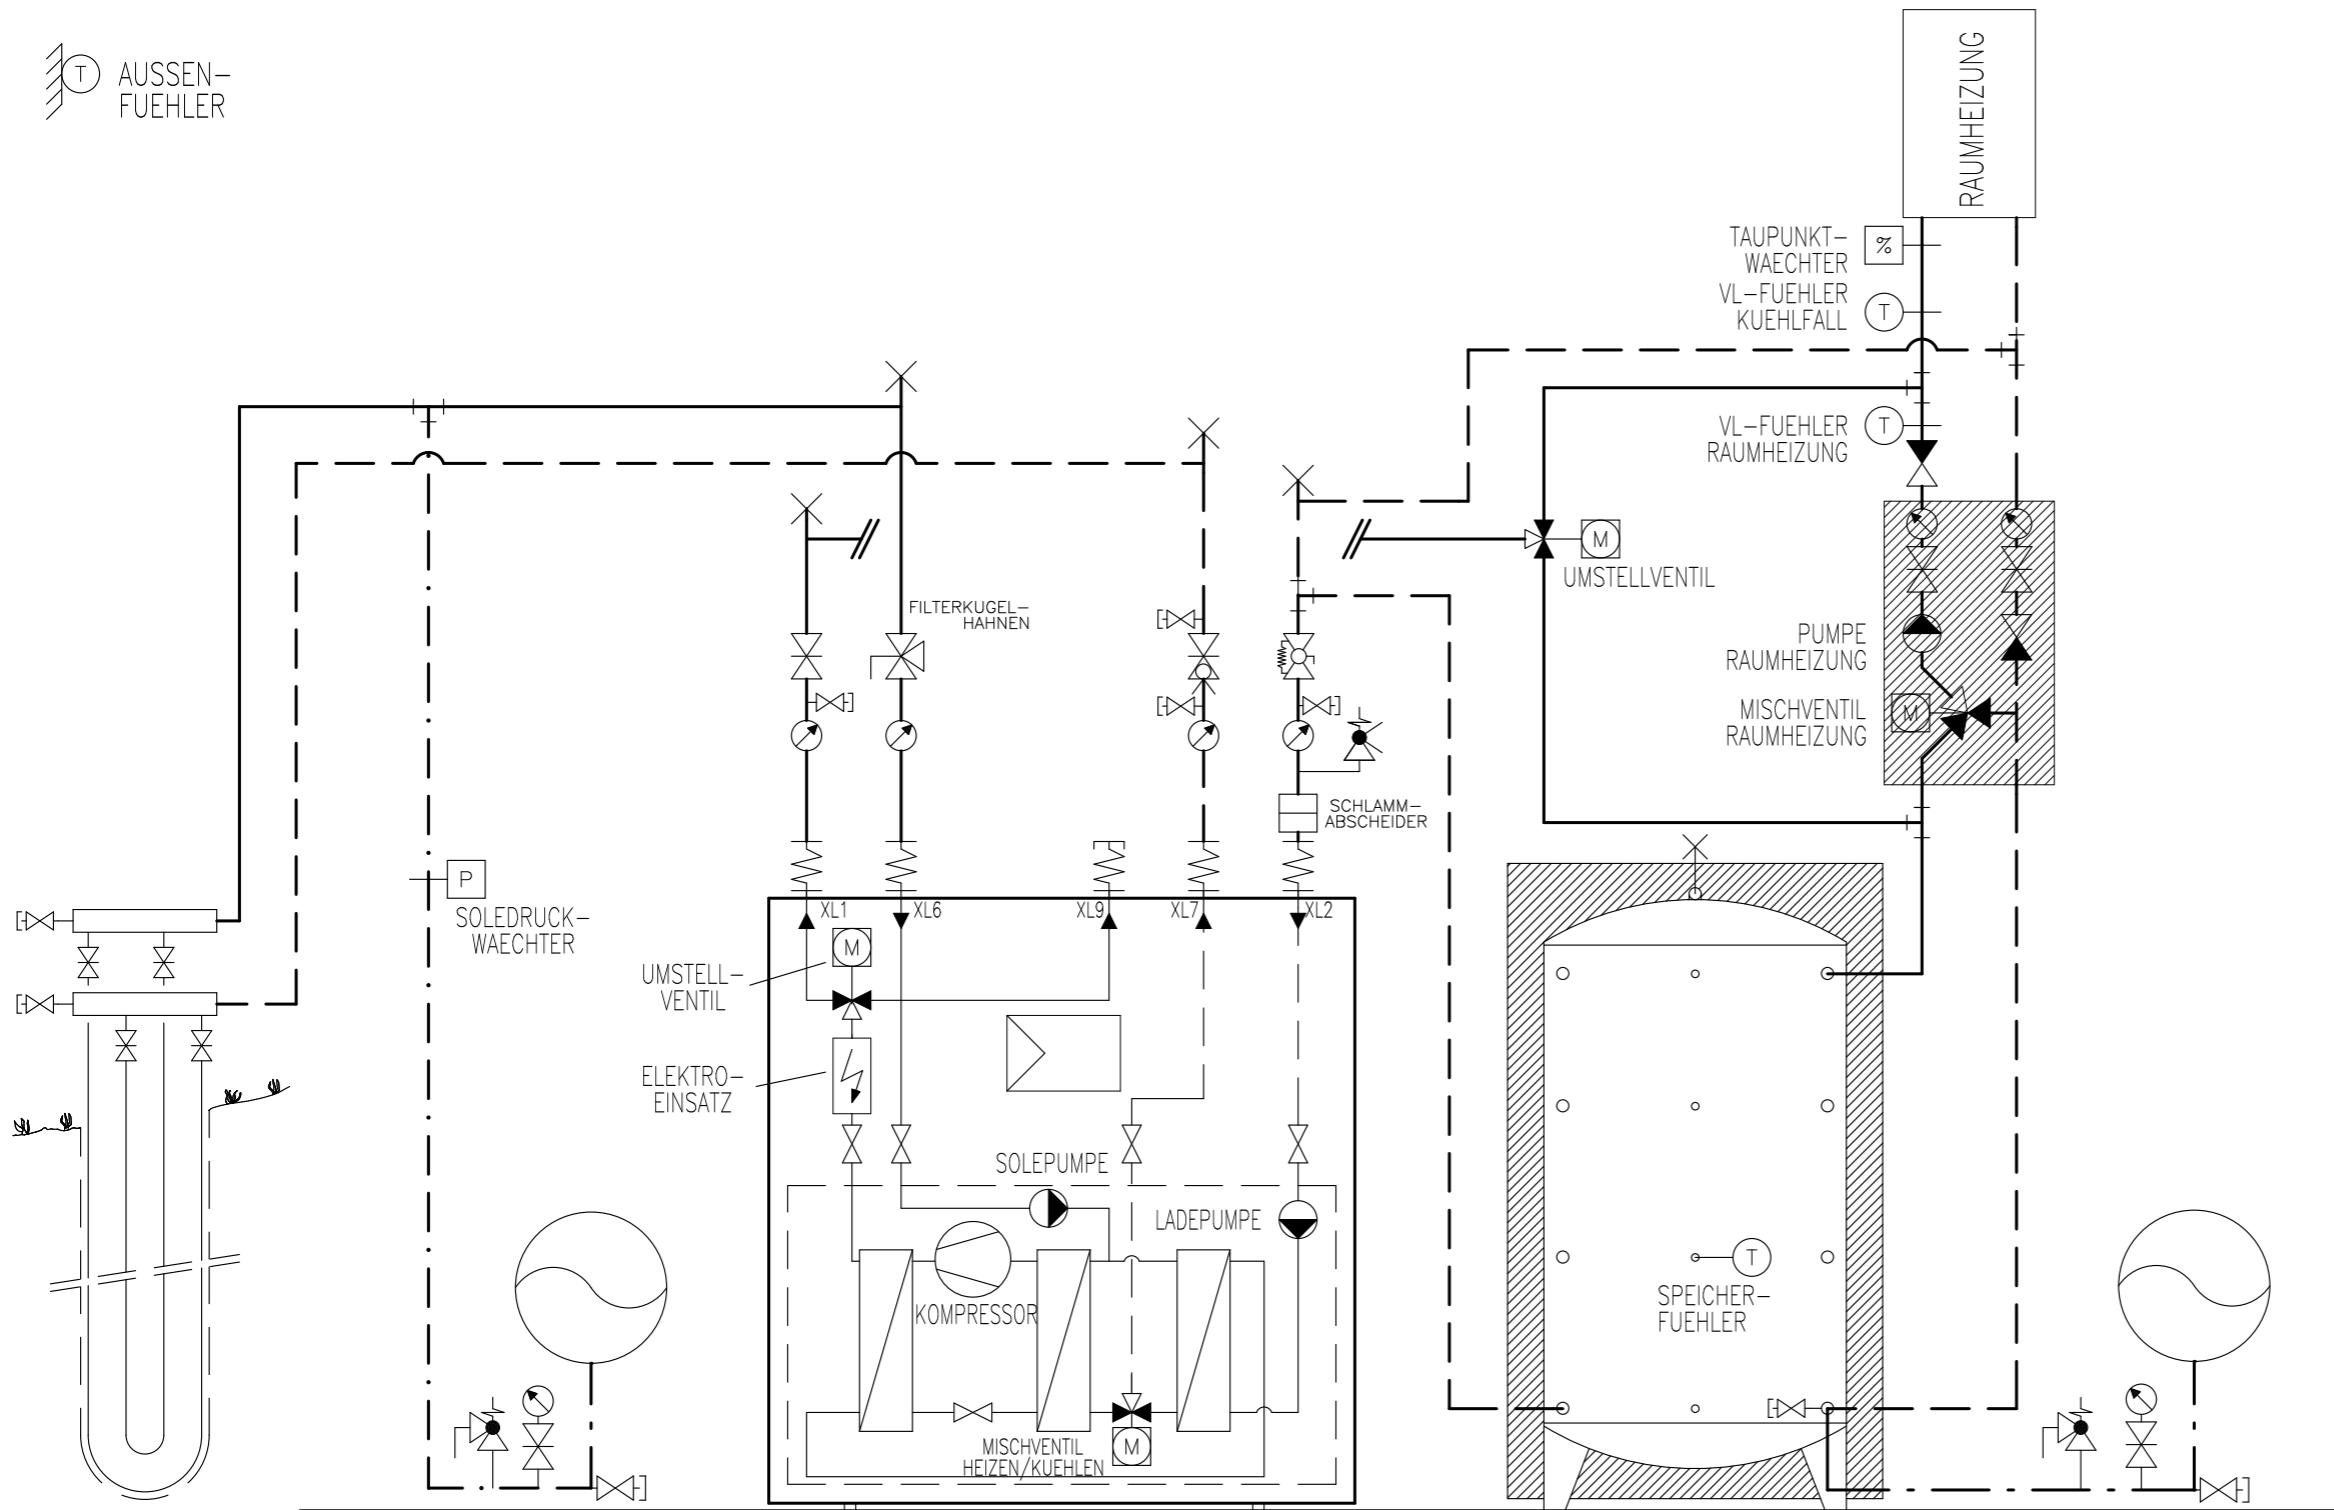 T
AUSSEN-
FUEHLER
RAUMHEIZUNG
TAUPUNKT-
WAECHTER
%
VL-FUEHLER
KUEHLFALL
T
VL-FUEHLER
RAUMHEIZUNG
T
M
UMSTELLVENTIL
FILTERKUGEL-
HAHNEN
PUMPE
RAUMHEIZUNG
MISCHVENTIL
RAUMHEIZUNG
M
SCHLAMM-
ABSCHEIDER
P
SOLEDRUCK-
WAECHTER
XL1
XL6
XL9
XL7
XL2
M
UMSTELL-
VENTIL
ELEKTRO-
EINSATZ
SOLEPUMPE
LADEPUMPE
KOMPRESSOR
T
SPEICHER-
FUEHLER
MISCHVENTIL
HEIZEN/KUEHLEN
M